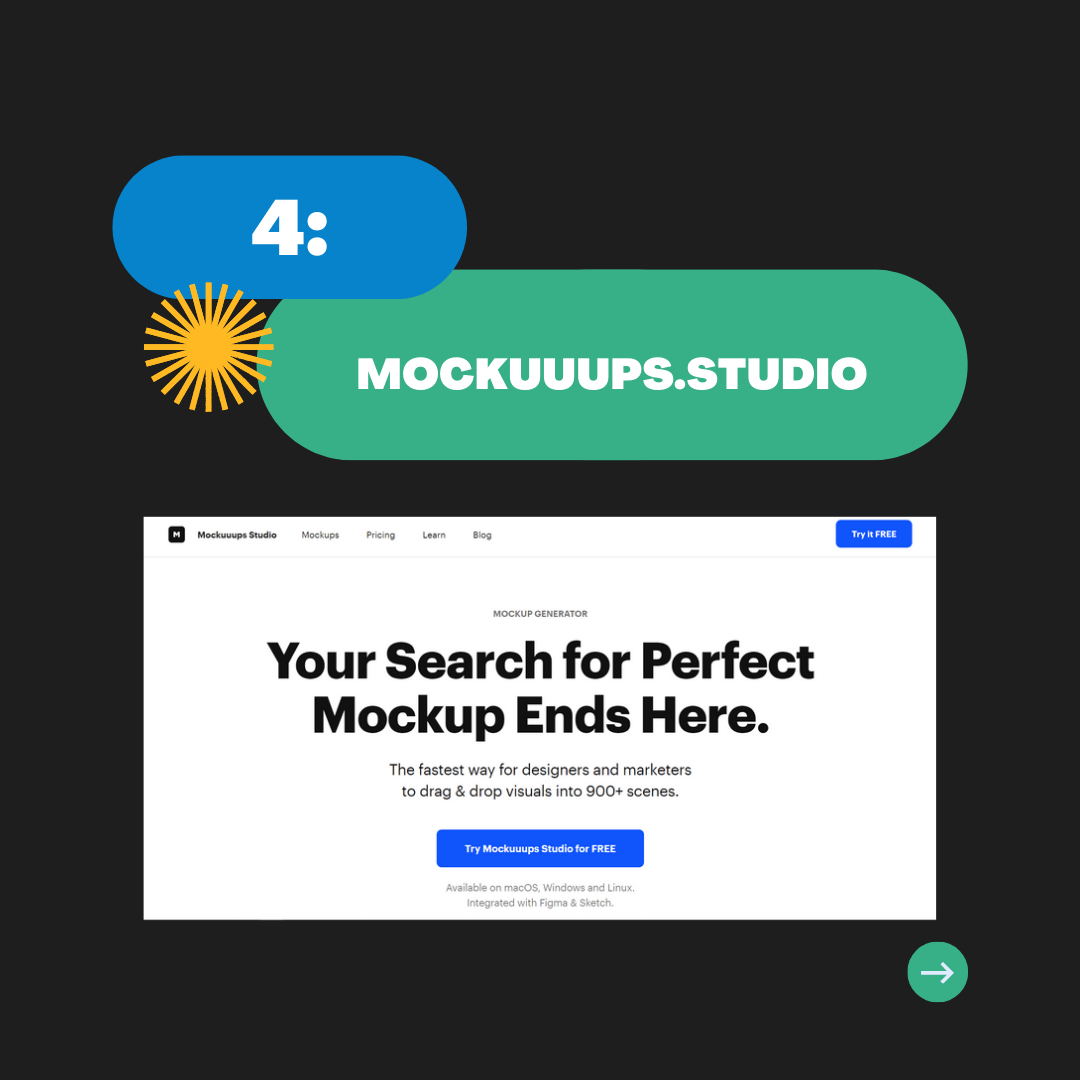 4:
MOCKUUUPS.STUDIO
M Mockuuups Studio Mockups Pricing Learn Blog Try it FREE
MOCKUP GENERATOR
Your Search for Perfect
Mockup Ends Here.
The fastest way for designers and marketers
to drag & drop visuals into 900+ scenes.
Try Mockuuups Studio for FREE
Available on macOS, Windows and Linux.
Integrated with Figma & Sketch.